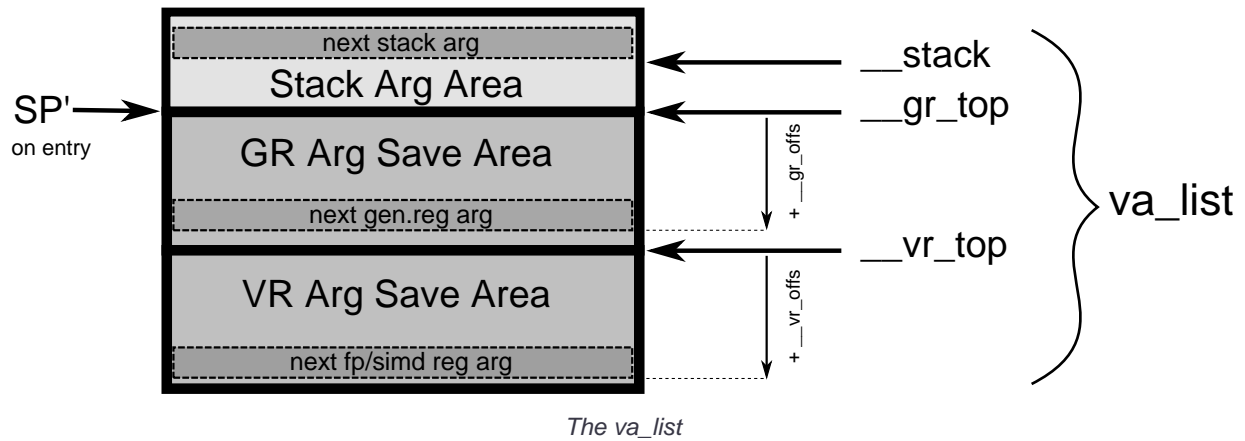 next stack arg
Stack Arg Area
__stack
SP'
on entry
__gr_top
GR Arg Save Area
+ __gr_offs
next gen.reg arg
va_list
__vr_top
VR Arg Save Area
+ __vr_offs
next fp/simd reg arg
The va_list